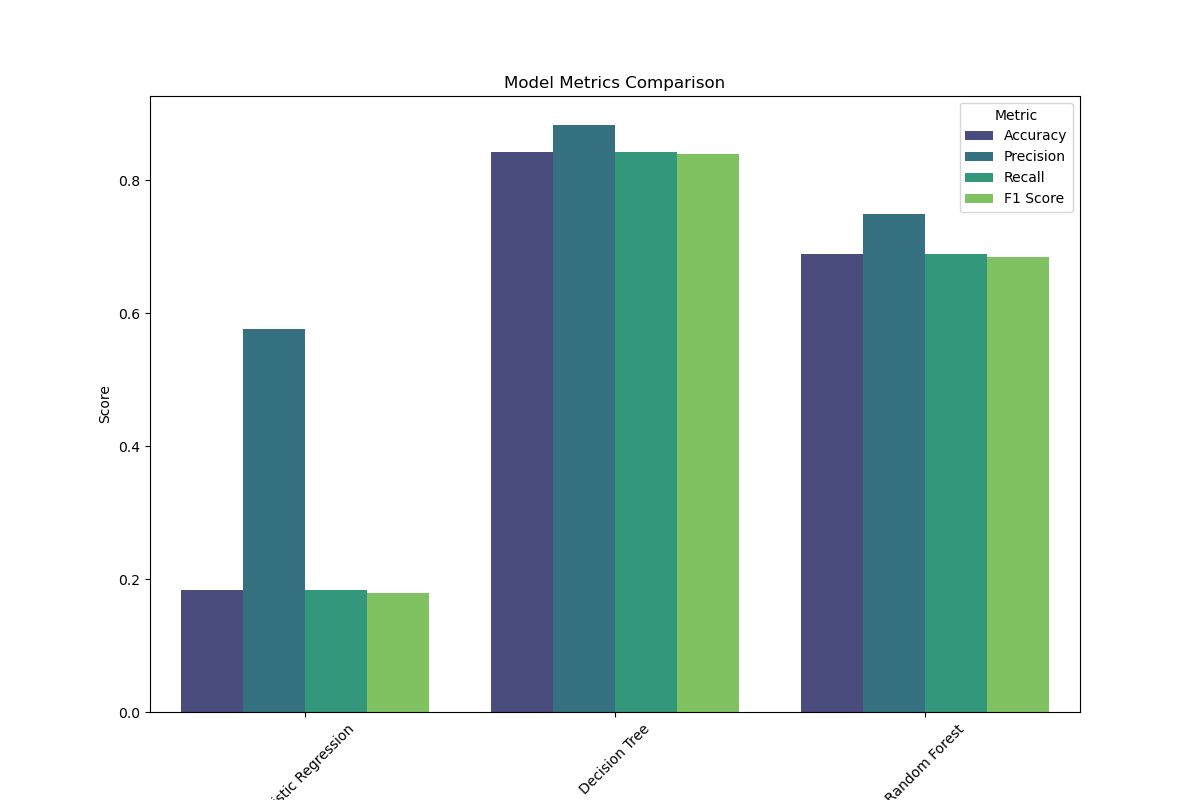 Model Metrics Comparison
Metric
Accuracy
Precision
Recall
F1 Score
Score
0.8
0.6
0.4
0.2
0.0
istic Regression
Decision Tree
Random Forest